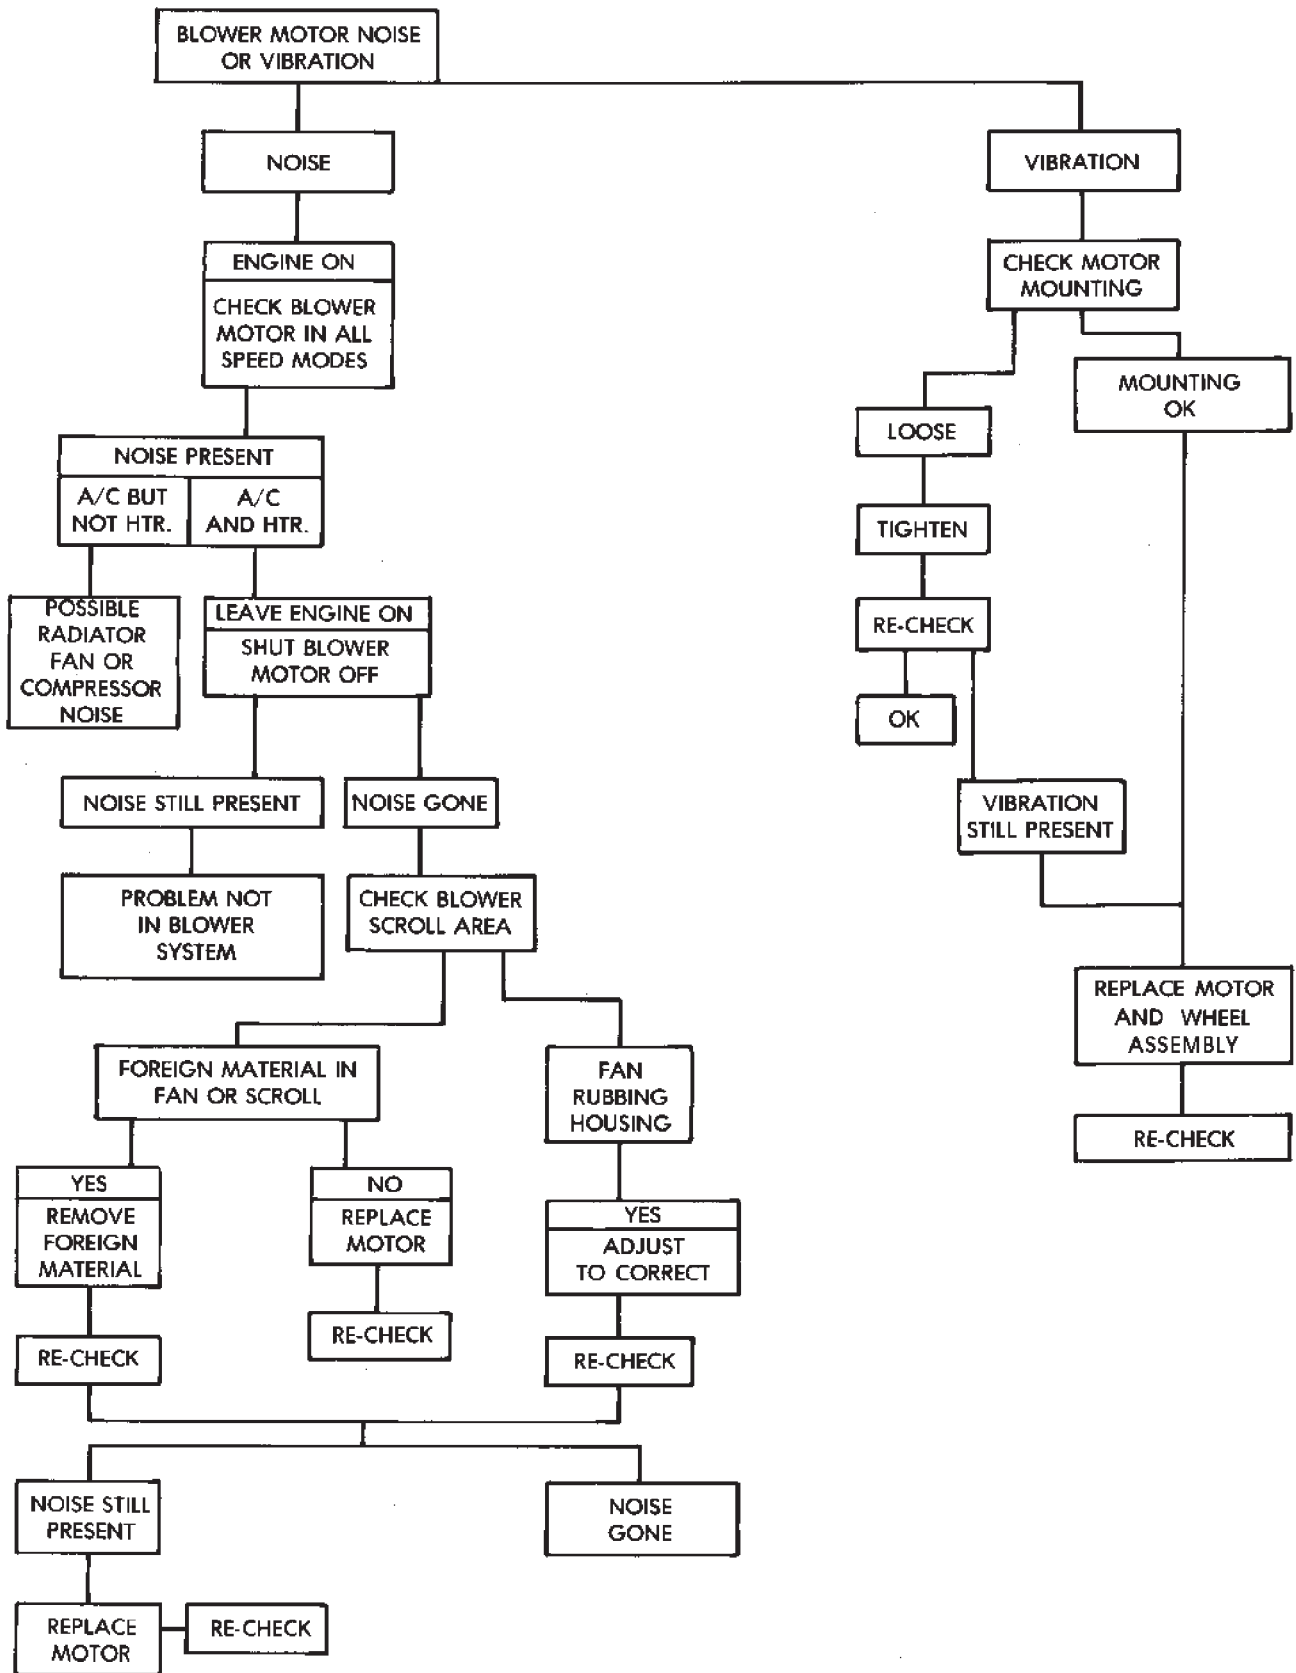 BLOWER MOTOR NOISE
OR VIBRATION
NOISE
ENGINE ON
CHECK BLOWER
MOTOR IN ALL
SPEED MODES
NOISE PRESENT
A/C BUT
NOT HTR.
A/C
AND HTR.
POSSIBLE
RADIATOR
FAN OR
COMPRESSOR
NOISE
LEAVE ENGINE ON
SHUT BLOWER
MOTOR OFF
NOISE STILL PRESENT
PROBLEM NOT
IN BLOWER
SYSTEM
NOISE GONE
CHECK BLOWER
SCROLL AREA
FOREIGN MATERIAL IN
FAN OR SCROLL
YES
REMOVE
FOREIGN
MATERIAL
RE-CHECK
NO
REPLACE
MOTOR
RE-CHECK
FAN
RUBBING
HOUSING
YES
ADJUST
TO CORRECT
RE-CHECK
NOISE STILL
PRESENT
REPLACE
MOTOR
RE-CHECK
NOISE
GONE
VIBRATION
CHECK MOTOR
MOUNTING
LOOSE
TIGHTEN
RE-CHECK
OK
VIBRATION
STILL PRESENT
MOUNTING
OK
REPLACE MOTOR
AND WHEEL
ASSEMBLY
RE-CHECK